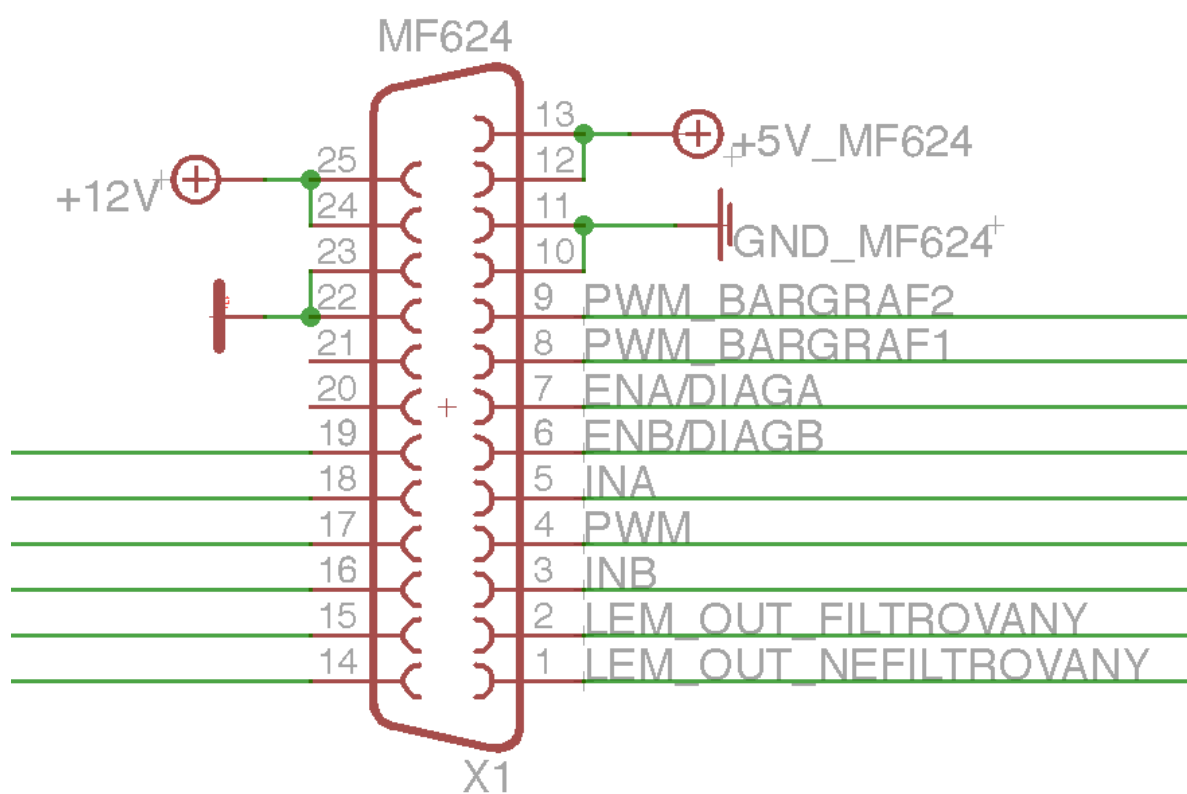 MF624
13
+5V_MF624
25
12
+12V
24
11
GND_MF624
23
10
22
9
PWM_BARGRAF2
21
8
PWM_BARGRAF1
20
7
ENA/DIAGA
19
6
ENB/DIAGB
18
5
INA
17
4
PWM
16
3
INB
15
2
LEM_OUT_FILTROVANY
14
1
LEM_OUT_NEFILTROVANY
X1